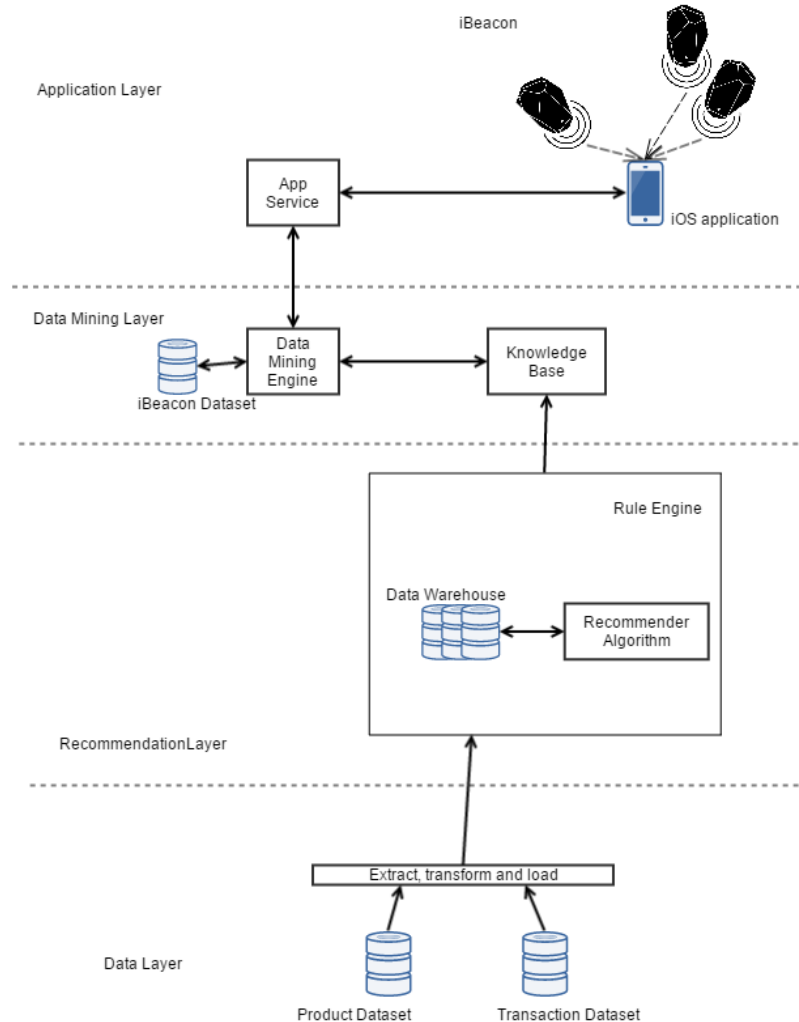 iBeacon
Application Layer
App
Service
iOS application
Data Mining Layer
Data
Mining
Engine
Knowledge
Base
iBeacon Dataset
Rule Engine
Data Warehouse
Recommender
Algorithm
RecommendationLayer
Extract, transform and load
Data Layer
Product Dataset
Transaction Dataset